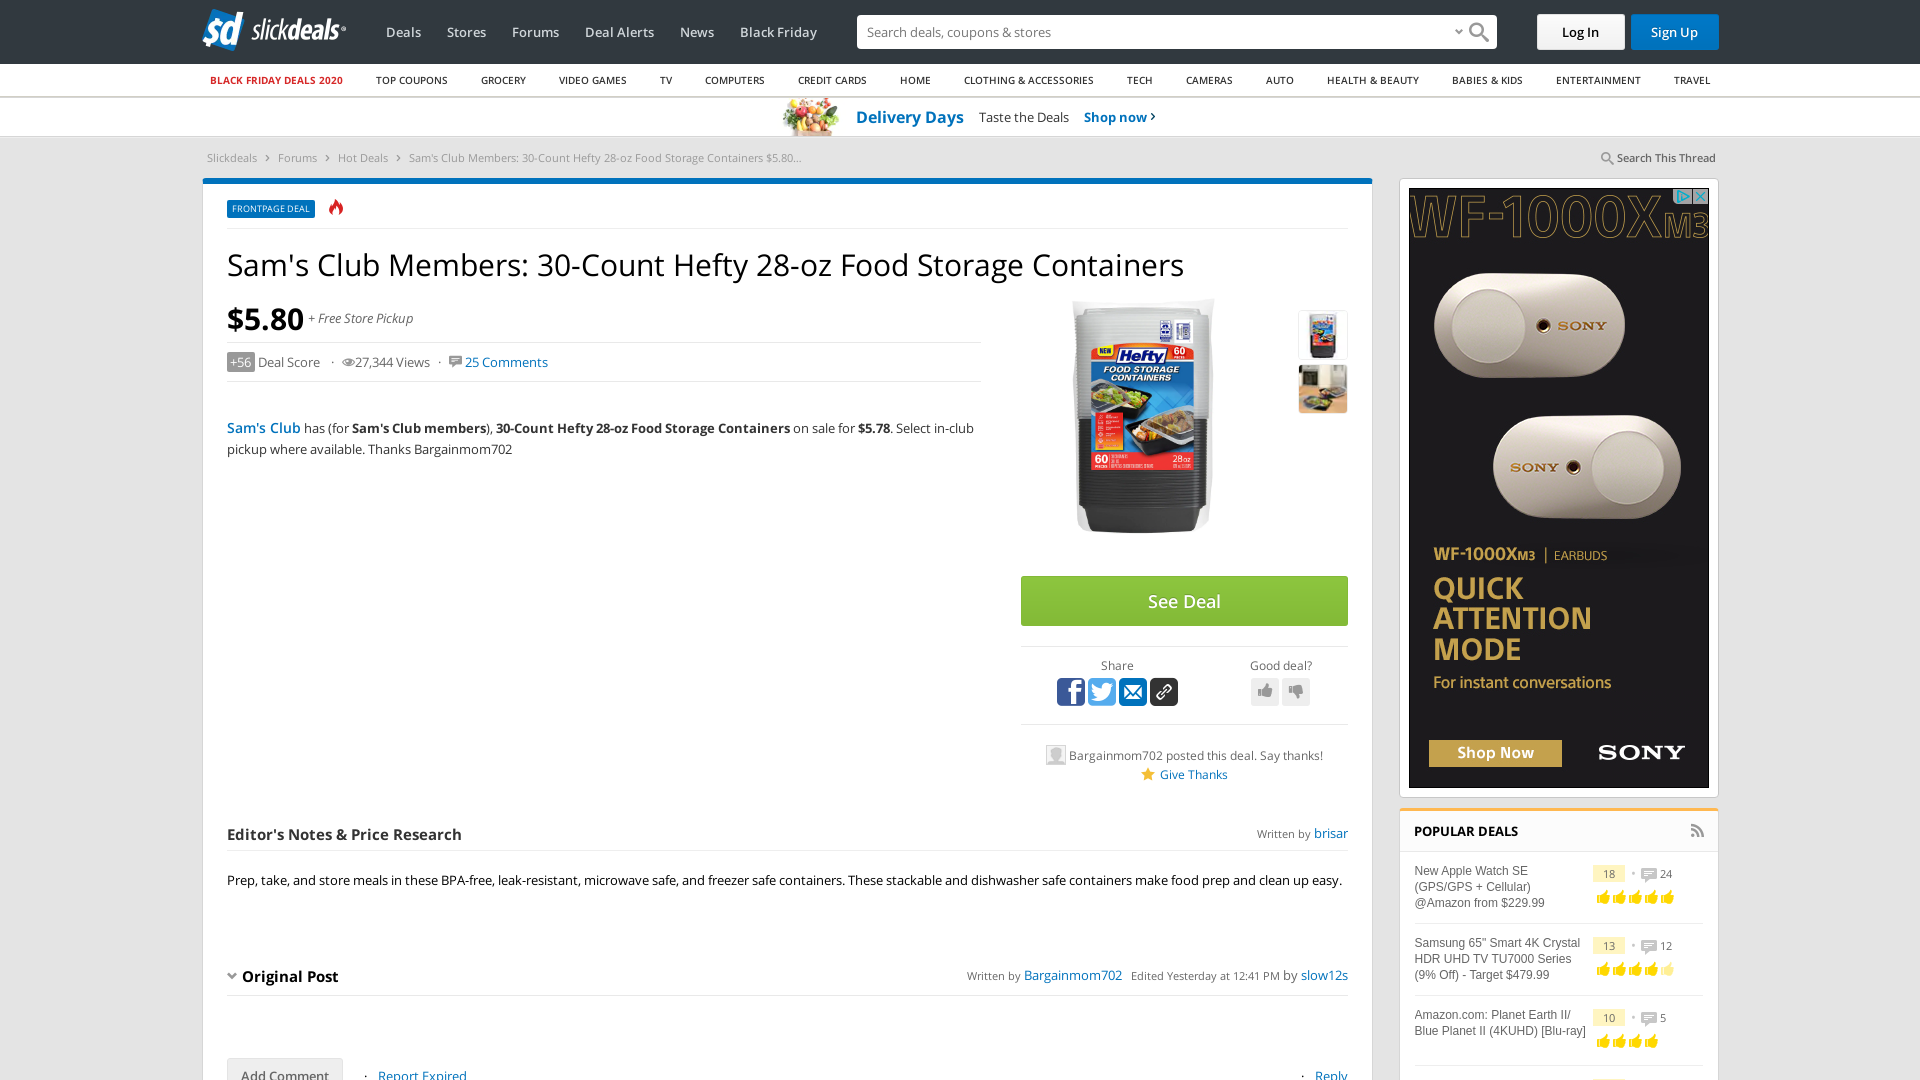 sd slickdeals
Deals Stores Forums Deal Alerts News Black Friday
Search deals, coupons & stores
Log In Sign Up
BLACK FRIDAY DEALS 2020 TOP COUPONS GROCERY VIDEO GAMES TV COMPUTERS CREDIT CARDS HOME CLOTHING & ACCESSORIES TECH CAMERAS AUTO HEALTH & BEAUTY BABIES & KIDS ENTERTAINMENT TRAVEL
Delivery Days Taste the Deals Shop now
Slickdeals Forums Hot Deals Sam's Club Members: 30-Count Hefty 28-oz Food Storage Containers $5.80...
Search This Thread
FRONTPAGE DEAL
Sam's Club Members: 30-Count Hefty 28-oz Food Storage Containers
$5.80 + Free Store Pickup
+56 Deal Score · 27,344 Views · 25 Comments
Sam's Club has (for Sam's Club members), 30-Count Hefty 28-oz Food Storage Containers on sale for $5.78. Select in-club
pickup where available. Thanks Bargainmom702
NEW Hefty 60
FOOD STORAGE
CONTAINERS
60
28oz
See Deal
Share
Good deal?
Bargainmom702 posted this deal. Say thanks!
Give Thanks
Editor's Notes & Price Research
Written by brisar
Prep, take, and store meals in these BPA-free, leak-resistant, microwave safe, and freezer safe containers. These stackable and dishwasher safe containers make food prep and clean up easy.
Original Post
Written by Bargainmom702 Edited Yesterday at 12:41 PM by slow12s
Add Comment · Report Expired
· Reply
WF-1000XM3
SONY
SONY
WF-1000XM3 | EARBUDS
QUICK
ATTENTION
MODE
For instant conversations
Shop Now SONY
POPULAR DEALS
New Apple Watch SE
(GPS/GPS + Cellular)
@Amazon from $229.99
18 • 24
Samsung 65" Smart 4K Crystal
HDR UHD TV TU7000 Series
(9% Off) - Target $479.99
13 • 12
Amazon.com: Planet Earth II/
Blue Planet II (4KUHD) [Blu-ray]
10 • 5